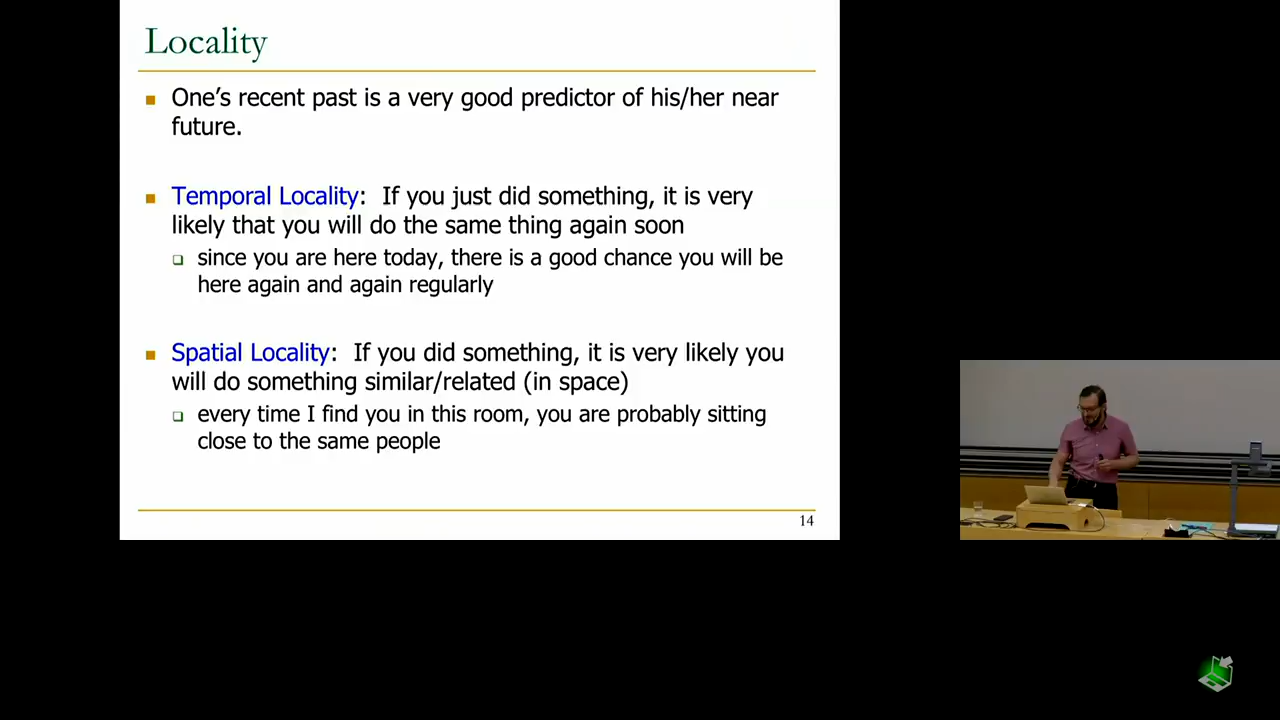 Locality
One's recent past is a very good predictor of his/her near
future.
Temporal Locality:  If you just did something, it is very
likely that you will do the same thing again soon
since you are here today, there is a good chance you will be
here again and again regularly
Spatial Locality:  If you did something, it is very likely you
will do something similar/related (in space)
every time I find you in this room, you are probably sitting
close to the same people
14